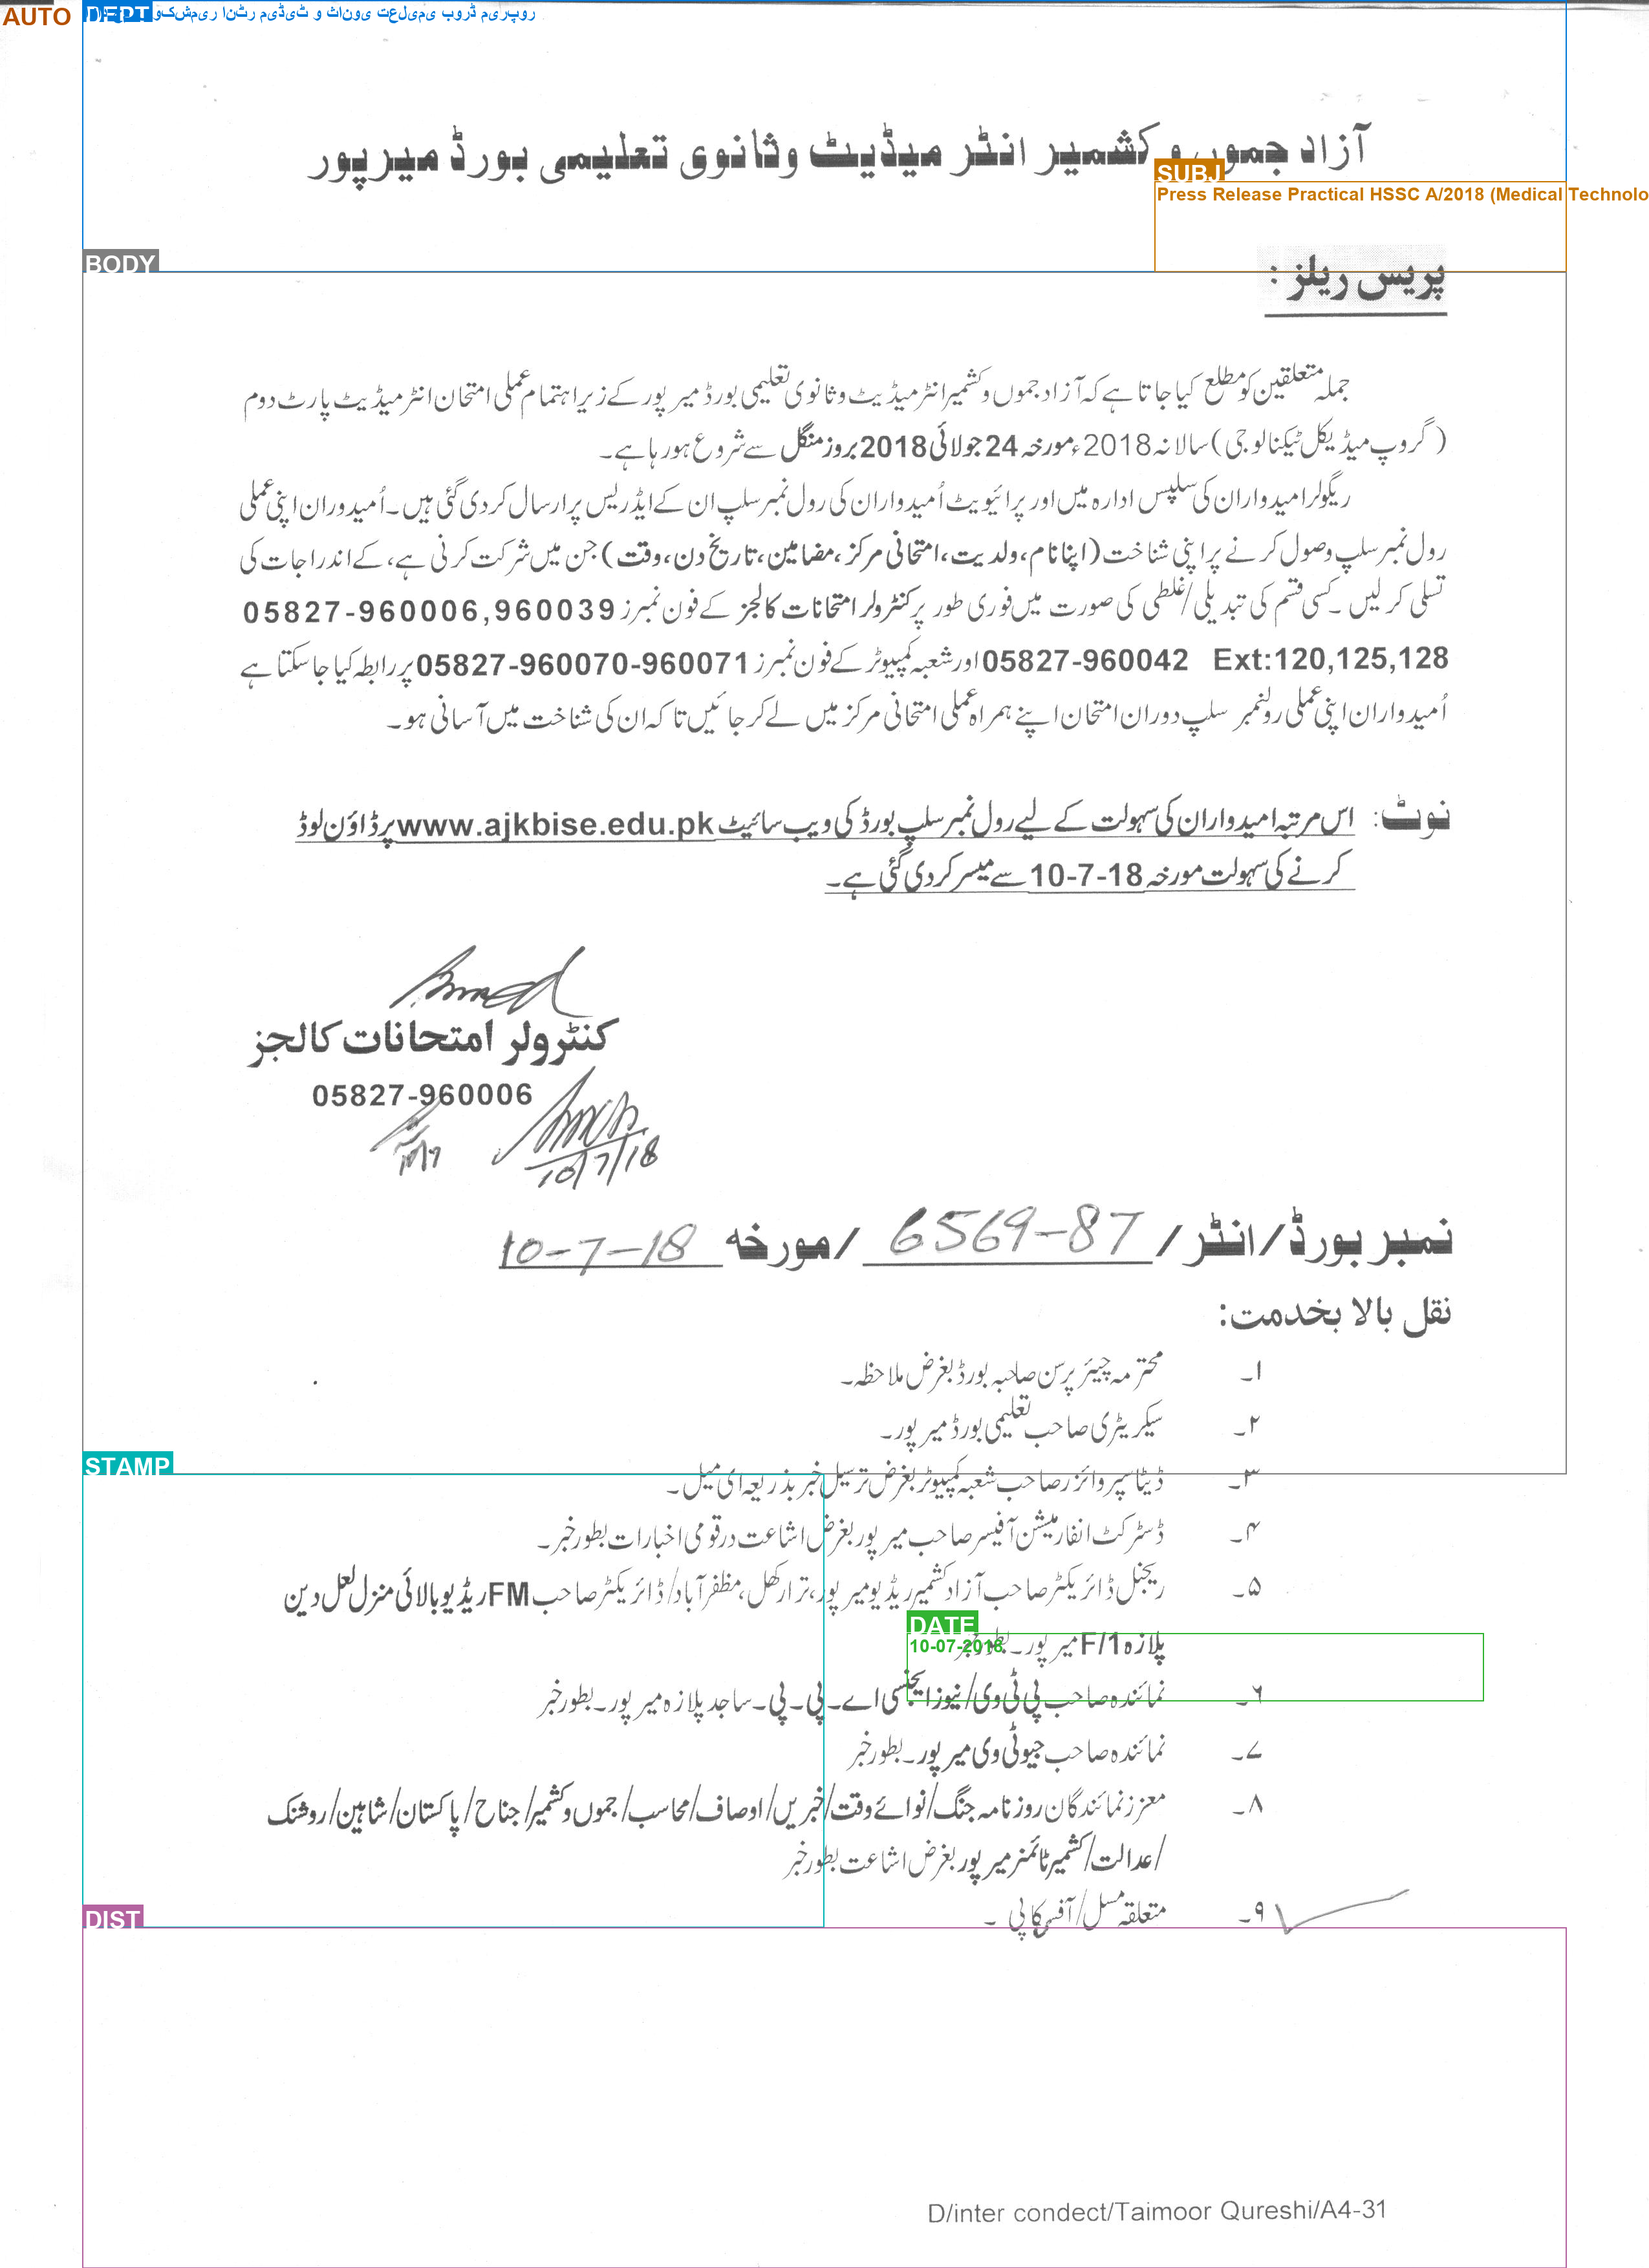 AUTO
DEPT
SUBJ
Press Release Practical HSSC A/2018 (Medical Technolo
BODY
آزاد جموں و کشمیر انٹر میڈیٹ وثانوی تعلیمی بورڈ میرپور
پریس ریلز :
جملہ متعلقین کو مطلع کیا جاتا ہے کہ آزاد جموں و کشمیر انٹر میڈیٹ و ثانوی تعلیمی بورڈ میرپور کے زیر اہتمام عملی امتحان انٹر میڈیٹ پارٹ دوم
(گروپ میڈیکل ٹیکنالوجی) سالانہ 2018ء مورخہ 24 جولائی 2018 بروز منگل سے شروع ہو رہا ہے۔
ریگولر امیدواران کی سلپس ادارہ میں اور پرائیویٹ اُمیدواران کی رول نمبر سلپ ان کے ایڈریس پر ارسال کر دی گئی ہیں۔ اُمیدوران اپنی عملی
رول نمبر سلپ وصول کرنے پر اپنی شناخت (اپنا نام، ولدیت، امتحانی مرکز، مضامین، تاریخ دن، وقت) جن میں شرکت کرنی ہے، کے اندراجات کی
تسلی کر لیں۔ کسی قسم کی تبدیلی/غلطی کی صورت میں فوری طور پر کنٹرولر امتحانات کالجز کے فون نمبرز 05827-960006,960039
05827-960042 Ext:120,125,128 اور شعبہ کمپیوٹر کے فون نمبرز 05827-960070-960071 پر رابطہ کیا جا سکتا ہے
اُمیدواران اپنی عملی رولنمبر سلپ دوران امتحان اپنے ہمراہ عملی امتحانی مرکز میں لے کر جائیں تا کہ ان کی شناخت میں آسانی ہو۔
نوٹ: اس مرتبہ امیدواران کی سہولت کے لیے رول نمبر سلپ بورڈ کی ویب سائیٹ www.ajkbise.edu.pk پر ڈاؤن لوڈ
کرنے کی سہولت مورخہ 10-7-18 سے میسر کر دی گئی ہے۔
کنٹرولر امتحانات کالجز
05827-960006
10/7/18
نمبر بورڈ/انٹر/ 6569-87 /مورخہ 10-7-18
نقل بالا بخدمت:
۱۔ محترمہ چیئر پرسن صاحبہ بورڈ بغرض ملاحظہ۔
۲۔ سیکریٹری صاحب تعلیمی بورڈ میرپور۔
STAMP
۳۔ ڈیٹا سپروائزر صاحب شعبہ کمپیوٹر بغرض ترسیل خبر بذریعہ ای میل۔
۴۔ ڈسٹرکٹ انفارمیشن آفیسر صاحب میرپور بغرض اشاعت در قومی اخبارات بطور خبر۔
۵۔ ریجنل ڈائریکٹر صاحب آزاد کشمیر ریڈیو میرپور، تراڑکھل، مظفرآباد/ڈائریکٹر صاحب FM ریڈیو بالائی منزل لعل دین
پلازہ F/1 میرپور۔ بطور خبر
DATE
10-07-2018
۶۔ نمائندہ صاحب پی ٹی وی/نیوز ایجنسی اے۔ پی۔ پی۔ ساجد پلازہ میرپور۔ بطور خبر
۷۔ نمائندہ صاحب جیو ٹی وی میرپور۔ بطور خبر
۸۔ معزز نمائندگان روزنامہ جنگ/نوائے وقت/خبریں/اوصاف/محاسب/جموں و کشمیر/جناح/پاکستان/شاہین/روشنک
/عدالت/کشمیر ٹائمنر میرپور بغرض اشاعت بطور خبر
۹۔ متعلقہ مسل/آفس کاپی ۔
DIST
D/inter condect/Taimoor Qureshi/A4-31